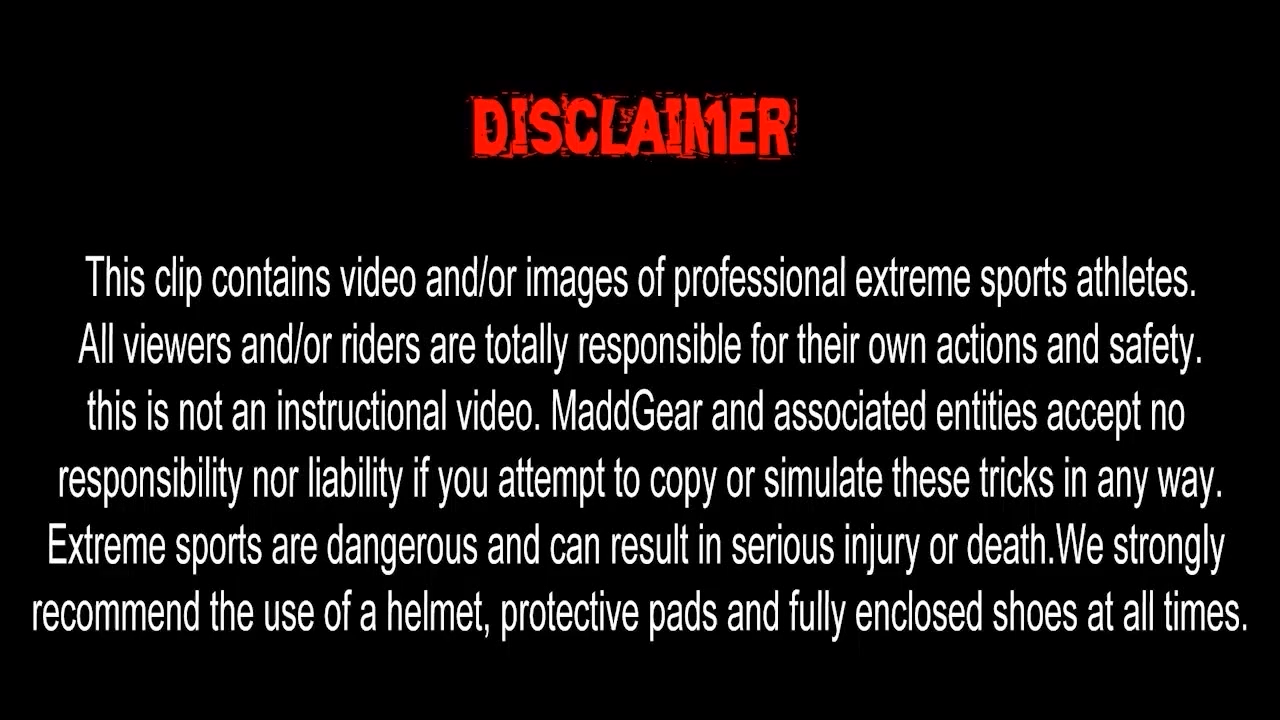 DISCLAIMER
This clip contains video and/or images of professional extreme sports athletes.
All viewers and/or riders are totally responsible for their own actions and safety.
this is not an instructional video. MaddGear and associated entities accept no
responsibility nor liability if you attempt to copy or simulate these tricks in any way.
Extreme sports are dangerous and can result in serious injury or death.We strongly
recommend the use of a helmet, protective pads and fully enclosed shoes at all times.